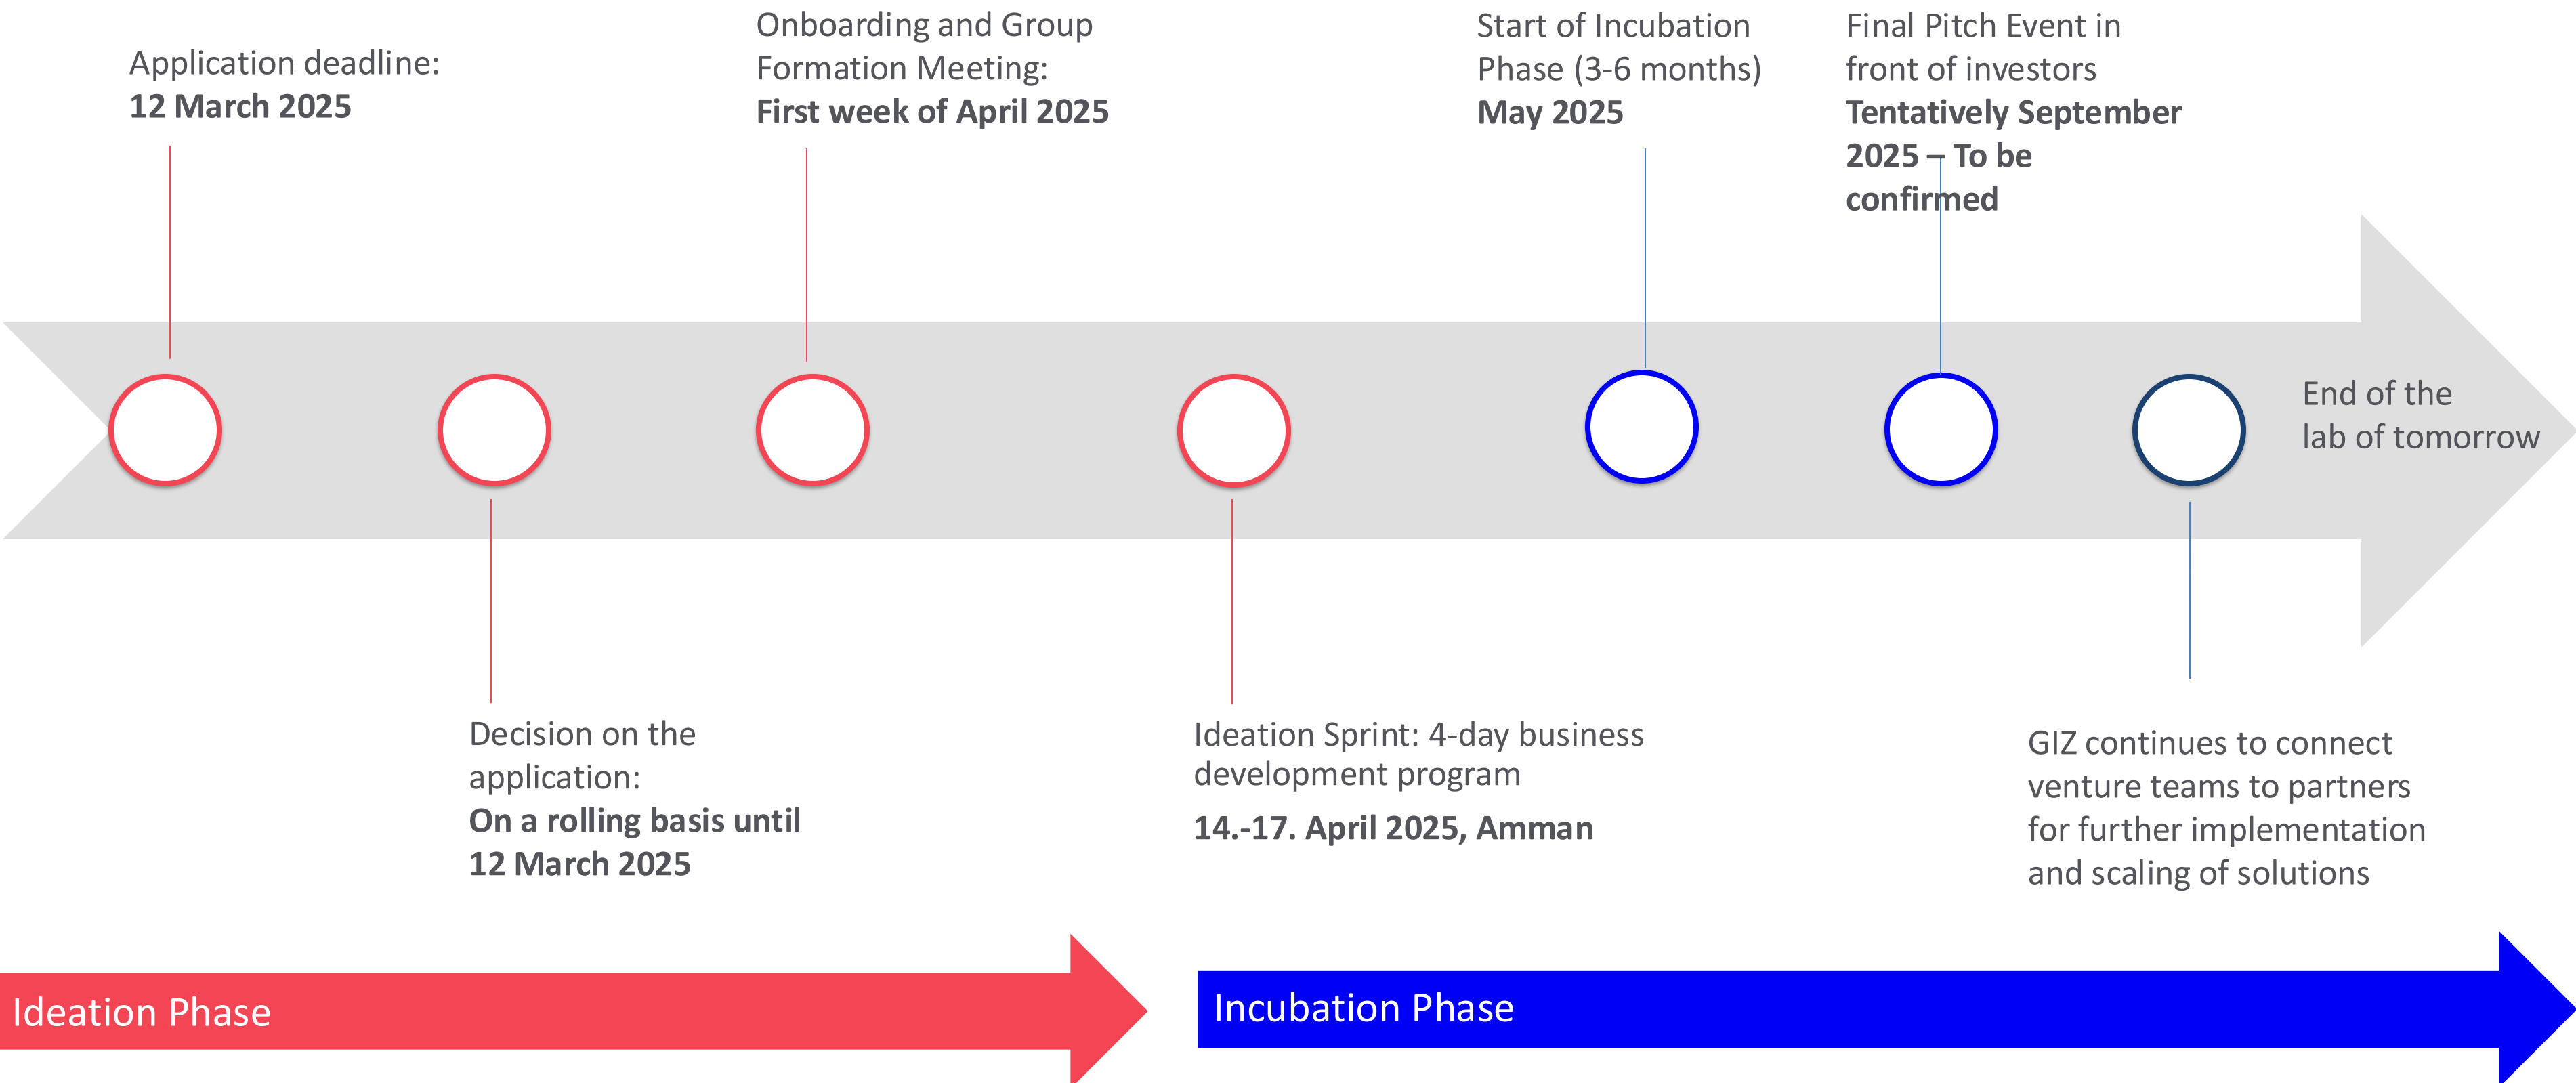 Application deadline:
12 March 2025
Onboarding and Group
Formation Meeting:
First week of April 2025
Start of Incubation
Phase (3-6 months)
May 2025
Final Pitch Event in
front of investors
Tentatively September
2025 – To be
confirmed
End of the
lab of tomorrow
Decision on the
application:
On a rolling basis until
12 March 2025
Ideation Sprint: 4-day business
development program
14.-17. April 2025, Amman
GIZ continues to connect
venture teams to partners
for further implementation
and scaling of solutions
Ideation Phase
Incubation Phase